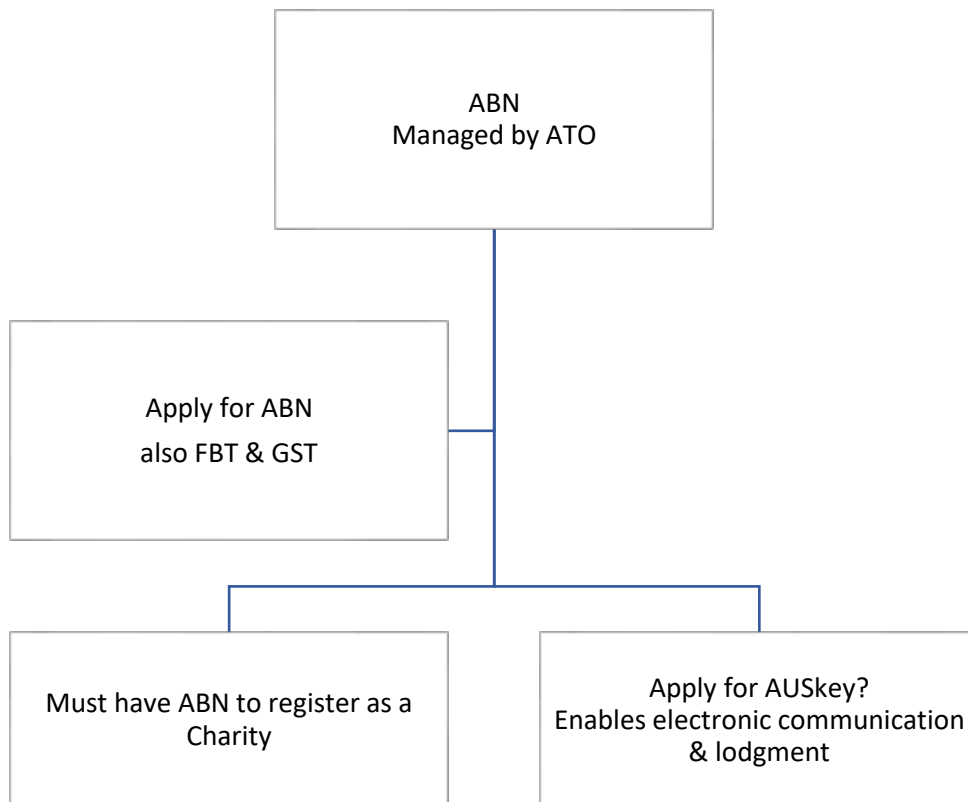 ABN
Managed by ATO
Apply for ABN
also FBT & GST
Must have ABN to register as a
Charity
Apply for AUSkey?
Enables electronic communication
& lodgment